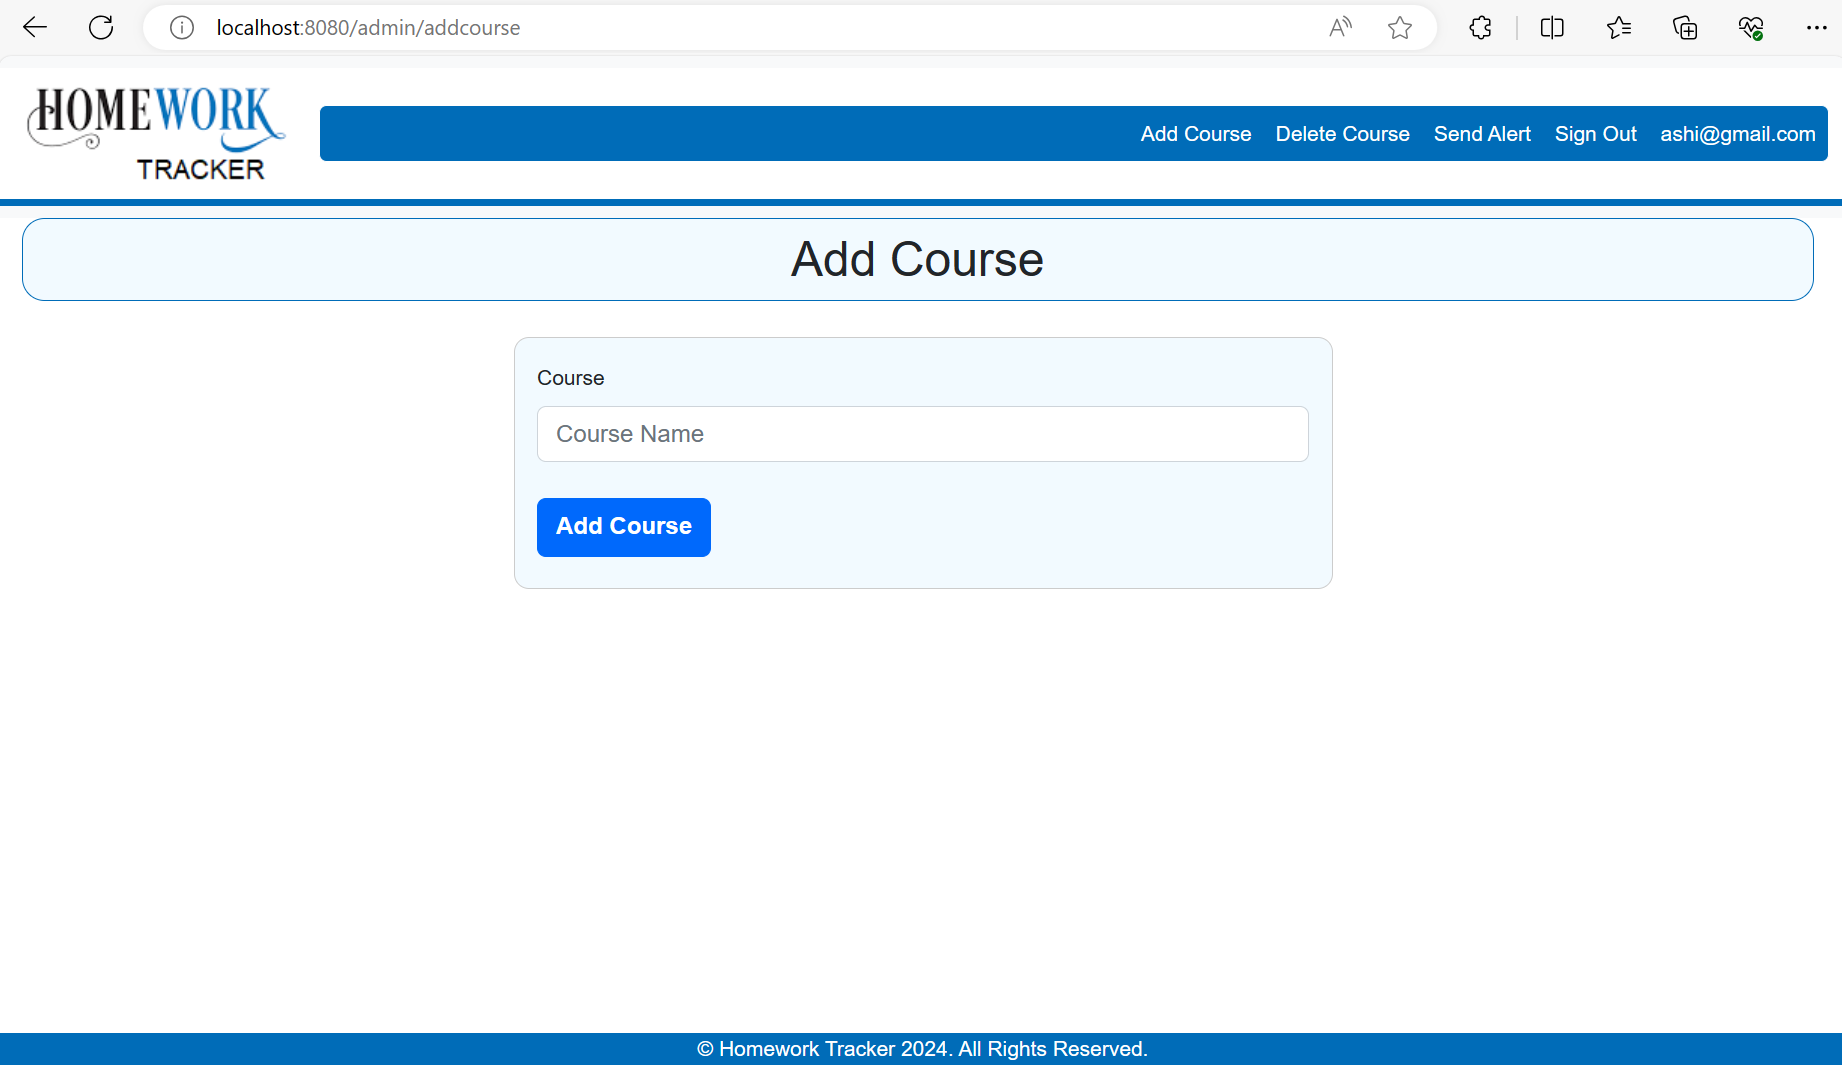 localhost:8080/admin/addcourse
HOMEWORK
TRACKER
Add Course Delete Course Send Alert Sign Out ashi@gmail.com
Add Course
Course
Course Name
Add Course
© Homework Tracker 2024. All Rights Reserved.